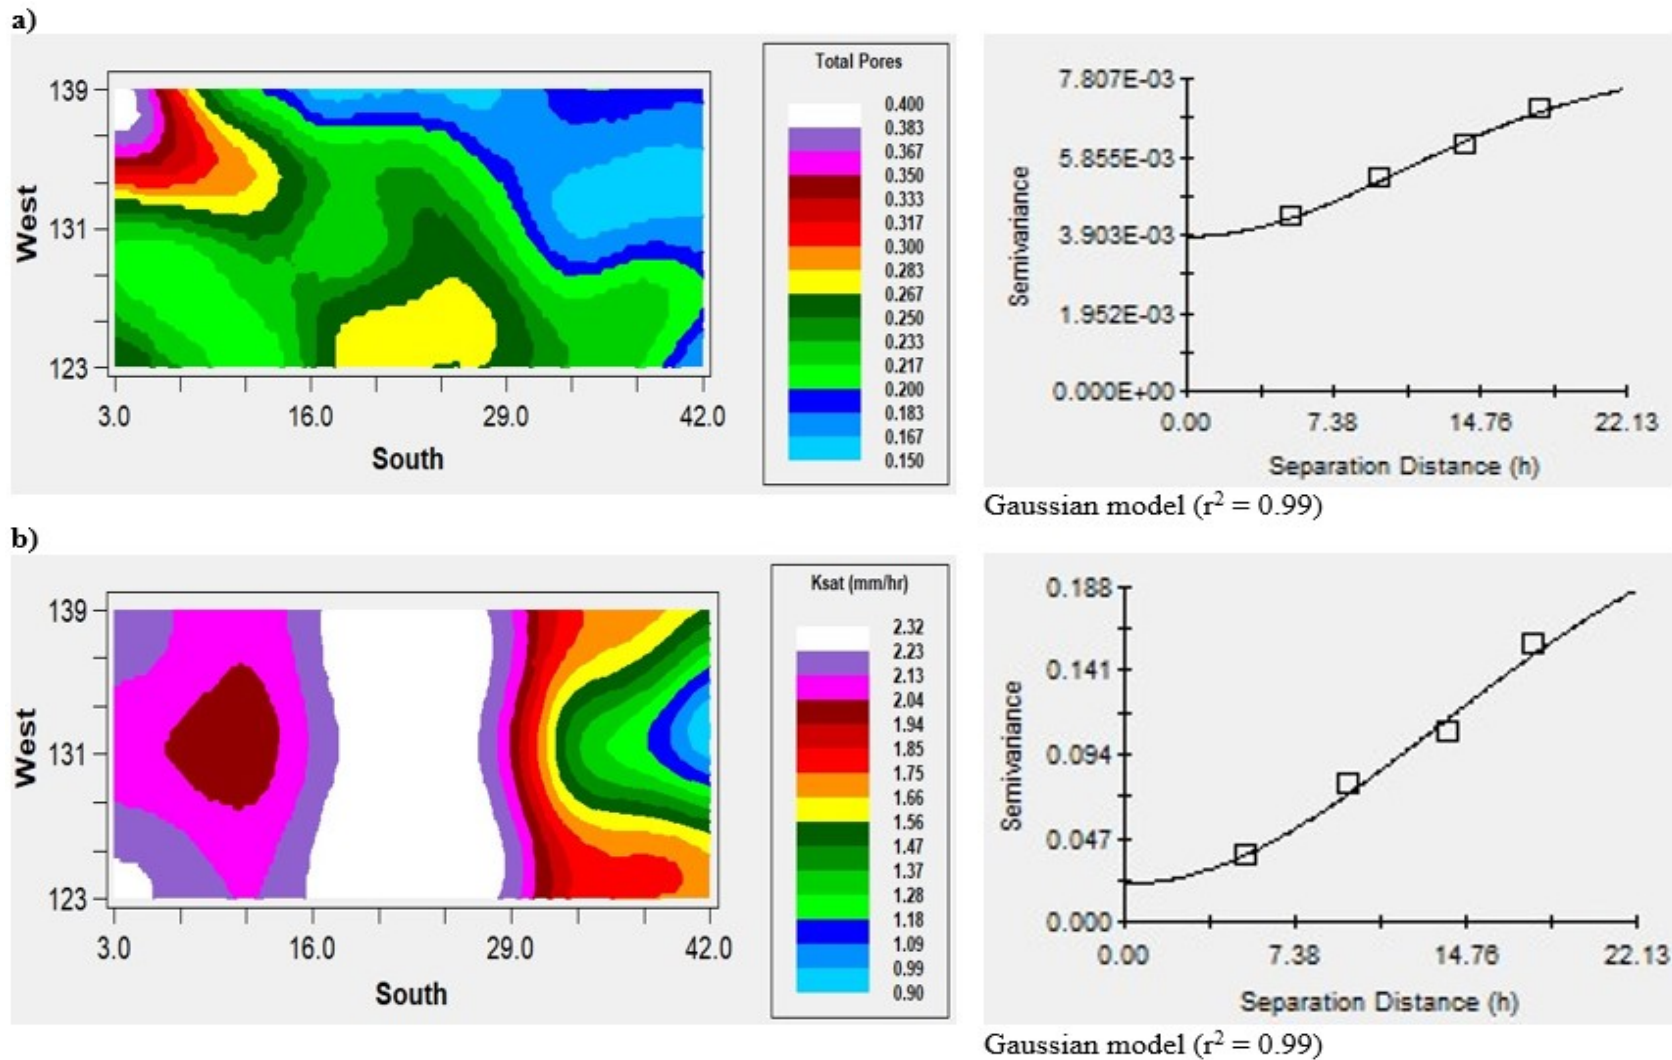 a)
139
131
123
West
3.0 16.0 29.0 42.0
South
Total Pores
0.400
0.383
0.367
0.350
0.333
0.317
0.300
0.283
0.267
0.250
0.233
0.217
0.200
0.183
0.167
0.150
7.807E-03
5.855E-03
3.903E-03
1.952E-03
0.000E+00
Semivariance
0.00 7.38 14.76 22.13
Separation Distance (h)
Gaussian model (r² = 0.99)
b)
139
131
123
West
3.0 16.0 29.0 42.0
South
Ksat (mm/hr)
2.32
2.23
2.13
2.04
1.94
1.85
1.75
1.66
1.56
1.47
1.37
1.28
1.18
1.09
0.99
0.90
0.188
0.141
0.094
0.047
0.000
Semivariance
0.00 7.38 14.76 22.13
Separation Distance (h)
Gaussian model (r² = 0.99)